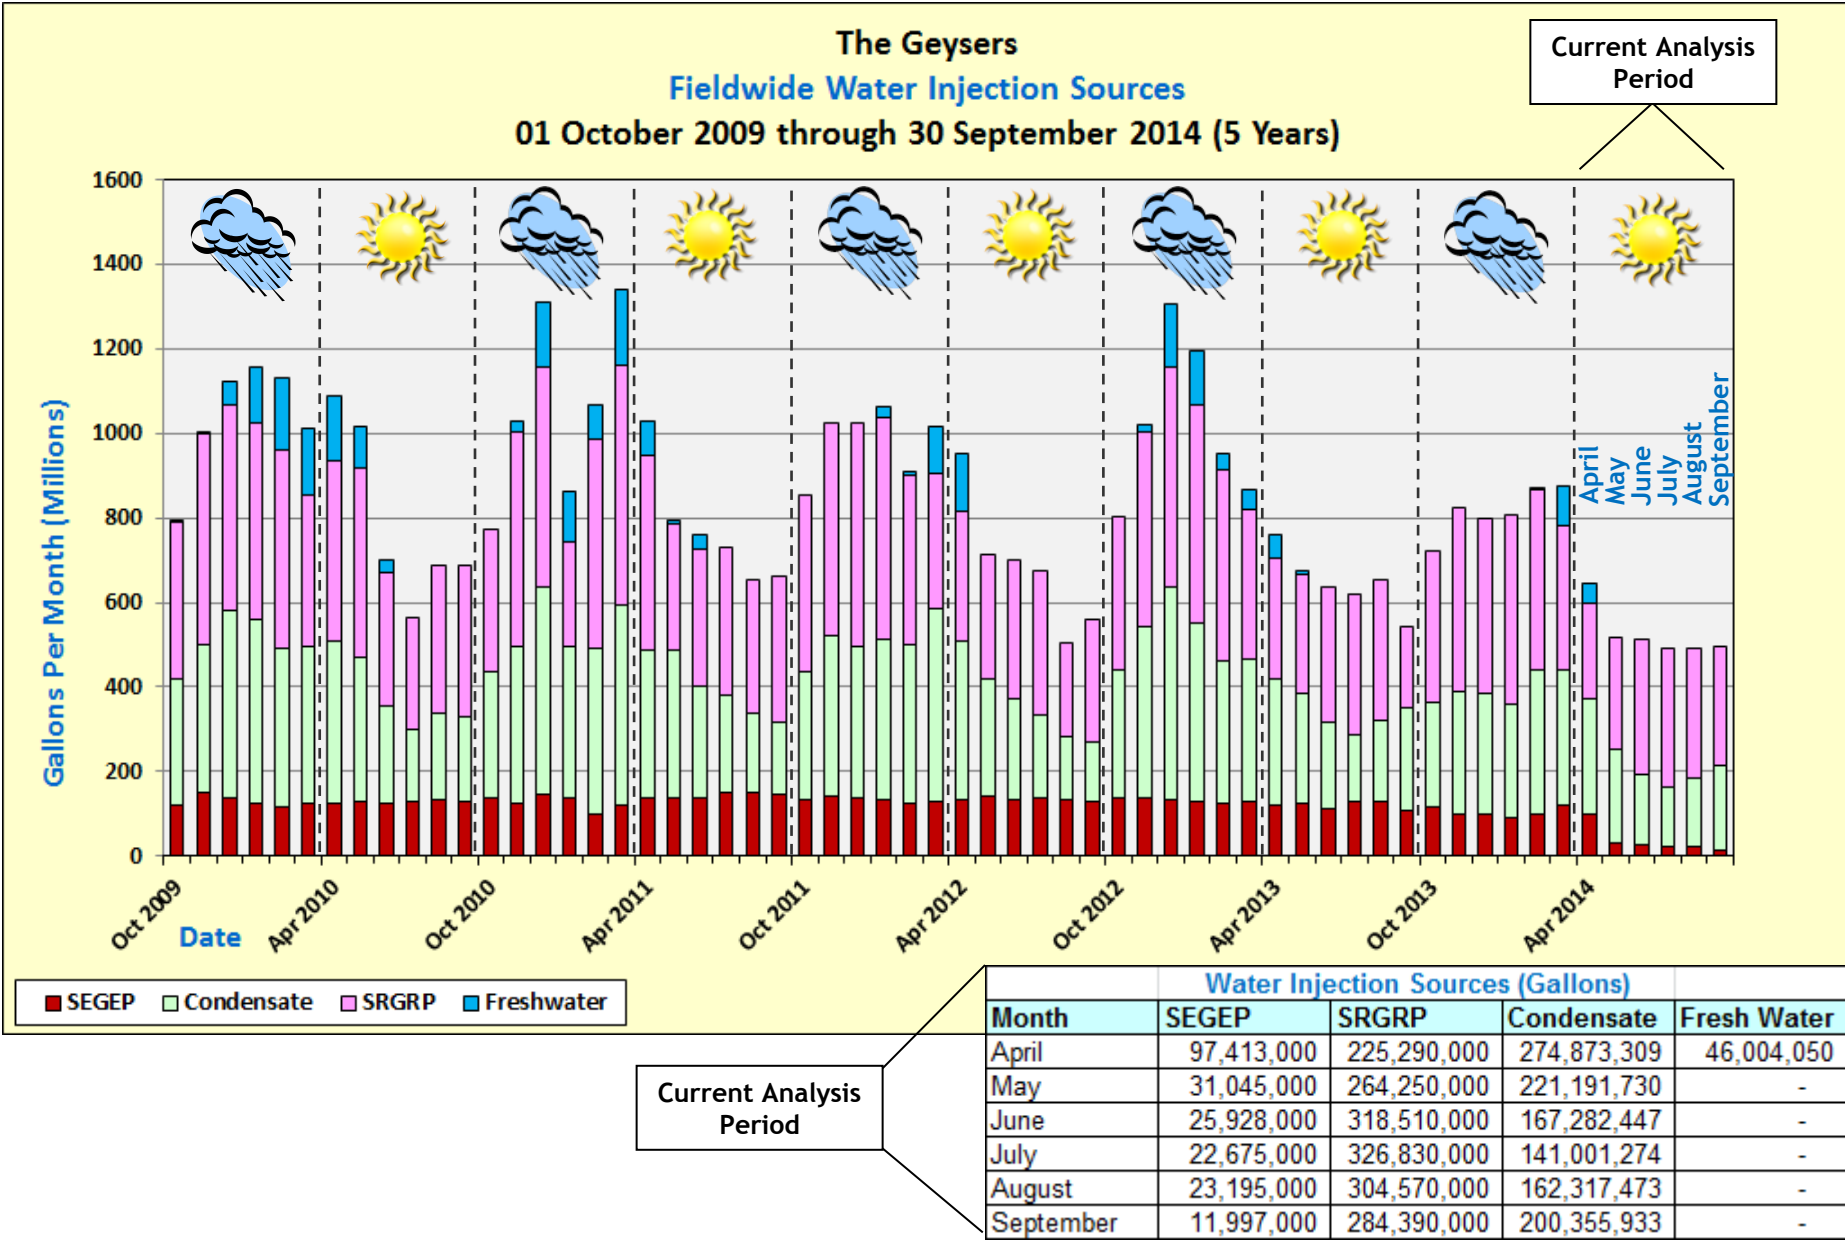 The Geysers
Fieldwide Water Injection Sources
01 October 2009 through 30 September 2014 (5 Years)
Current Analysis
Period
Gallons Per Month (Millions)
1600
1400
1200
1000
800
600
400
200
0
April
May
June
July
August
September
Oct 2009
Apr 2010
Oct 2010
Apr 2011
Oct 2011
Apr 2012
Oct 2012
Apr 2013
Oct 2013
Apr 2014
Date
SEGEP Condensate SRGRP Freshwater
Current Analysis
Period
Water Injection Sources (Gallons)
Month SEGEP SRGRP Condensate Fresh Water
April 97,413,000 225,290,000 274,873,309 46,004,050
May 31,045,000 264,250,000 221,191,730 -
June 25,928,000 318,510,000 167,282,447 -
July 22,675,000 326,830,000 141,001,274 -
August 23,195,000 304,570,000 162,317,473 -
September 11,997,000 284,390,000 200,355,933 -